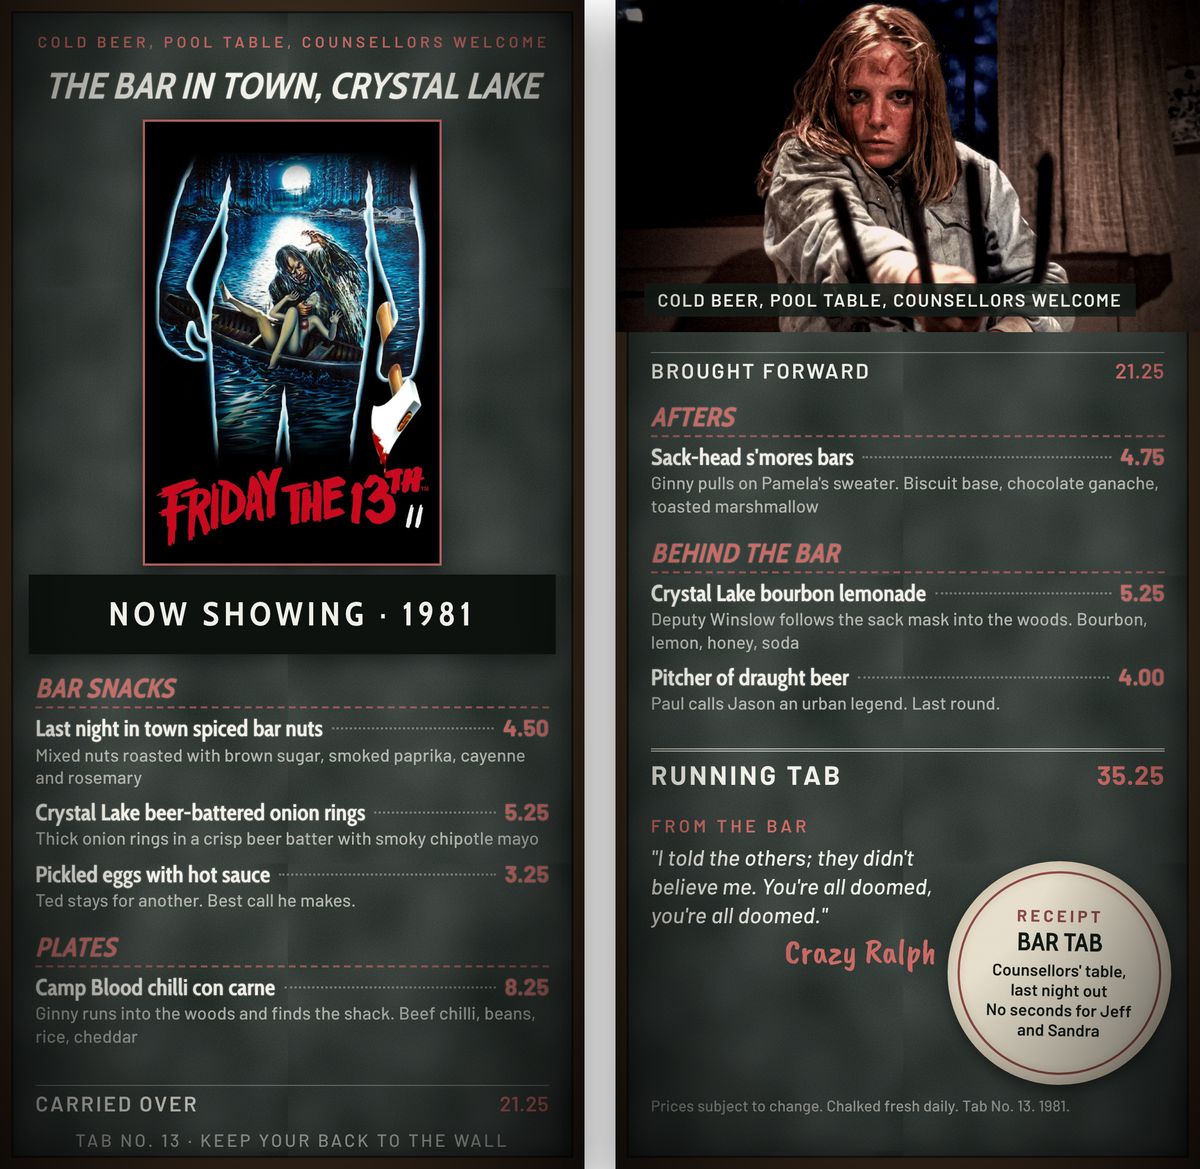 COLD BEER, POOL TABLE, COUNSELLORS WELCOME
THE BAR IN TOWN, CRYSTAL LAKE
FRIDAY THE 13TH
II
NOW SHOWING · 1981
BAR SNACKS
Last night in town spiced bar nuts 4.50
Mixed nuts roasted with brown sugar, smoked paprika, cayenne
and rosemary
Crystal Lake beer-battered onion rings 5.25
Thick onion rings in a crisp beer batter with smoky chipotle mayo
Pickled eggs with hot sauce 3.25
Ted stays for another. Best call he makes.
PLATES
Camp Blood chilli con carne 8.25
Ginny runs into the woods and finds the shack. Beef chilli, beans,
rice, cheddar
CARRIED OVER 21.25
TAB NO. 13 · KEEP YOUR BACK TO THE WALL
COLD BEER, POOL TABLE, COUNSELLORS WELCOME
BROUGHT FORWARD 21.25
AFTERS
Sack-head s'mores bars 4.75
Ginny pulls on Pamela's sweater. Biscuit base, chocolate ganache,
toasted marshmallow
BEHIND THE BAR
Crystal Lake bourbon lemonade 5.25
Deputy Winslow follows the sack mask into the woods. Bourbon,
lemon, honey, soda
Pitcher of draught beer 4.00
Paul calls Jason an urban legend. Last round.
RUNNING TAB 35.25
FROM THE BAR
"I told the others; they didn't
believe me. You're all doomed,
you're all doomed."
Crazy Ralph
RECEIPT
BAR TAB
Counsellors' table,
last night out
No seconds for Jeff
and Sandra
Prices subject to change. Chalked fresh daily. Tab No. 13. 1981.